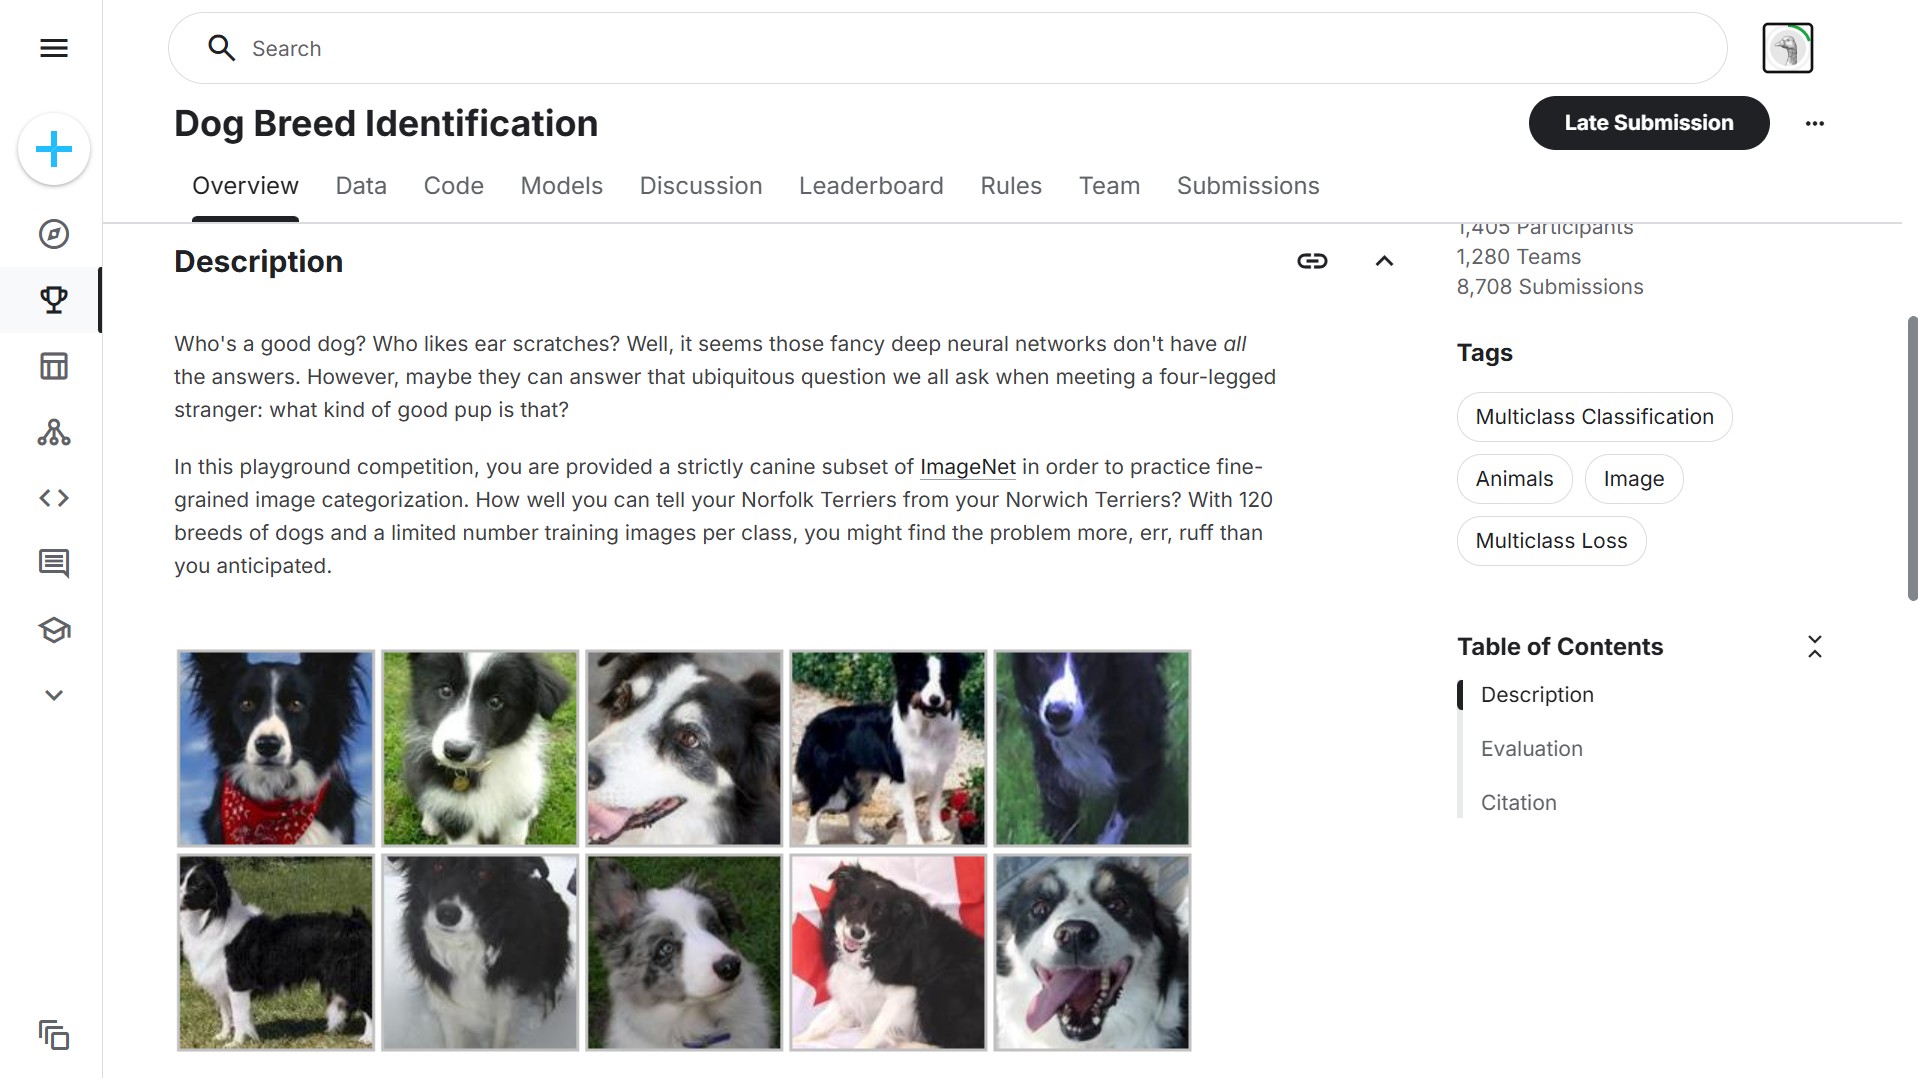 Search
Dog Breed Identification
Late Submission
Overview
Data
Code
Models
Discussion
Leaderboard
Rules
Team
Submissions
Description
Who's a good dog? Who likes ear scratches? Well, it seems those fancy deep neural networks don't have all
the answers. However, maybe they can answer that ubiquitous question we all ask when meeting a four-legged
stranger: what kind of good pup is that?
In this playground competition, you are provided a strictly canine subset of ImageNet in order to practice fine-
grained image categorization. How well you can tell your Norfolk Terriers from your Norwich Terriers? With 120
breeds of dogs and a limited number training images per class, you might find the problem more, err, ruff than
you anticipated.
1,405 Participants
1,280 Teams
8,708 Submissions
Tags
Multiclass Classification
Animals
Image
Multiclass Loss
Table of Contents
Description
Evaluation
Citation